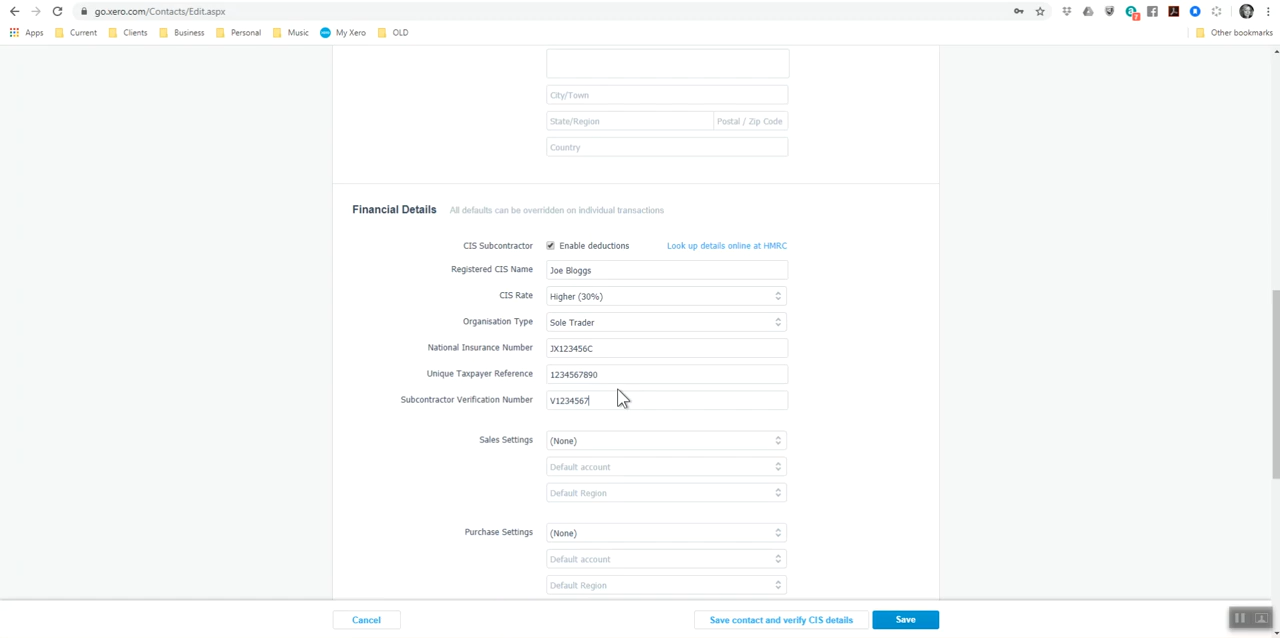 go.xero.com/Contacts/Edit.aspx
7
Apps Current Clients Business Personal Music My Xero OLD Other bookmarks
City/Town
State/Region Postal / Zip Code
Country
Financial Details All defaults can be overridden on individual transactions
CIS Subcontractor Enable deductions Look up details online at HMRC
Registered CIS Name Joe Bloggs
CIS Rate Higher (30%)
Organisation Type Sole Trader
National Insurance Number JX123456C
Unique Taxpayer Reference 1234567890
Subcontractor Verification Number V1234567
Sales Settings (None)
Default account
Default Region
Purchase Settings (None)
Default account
Default Region
Cancel Save contact and verify CIS details Save